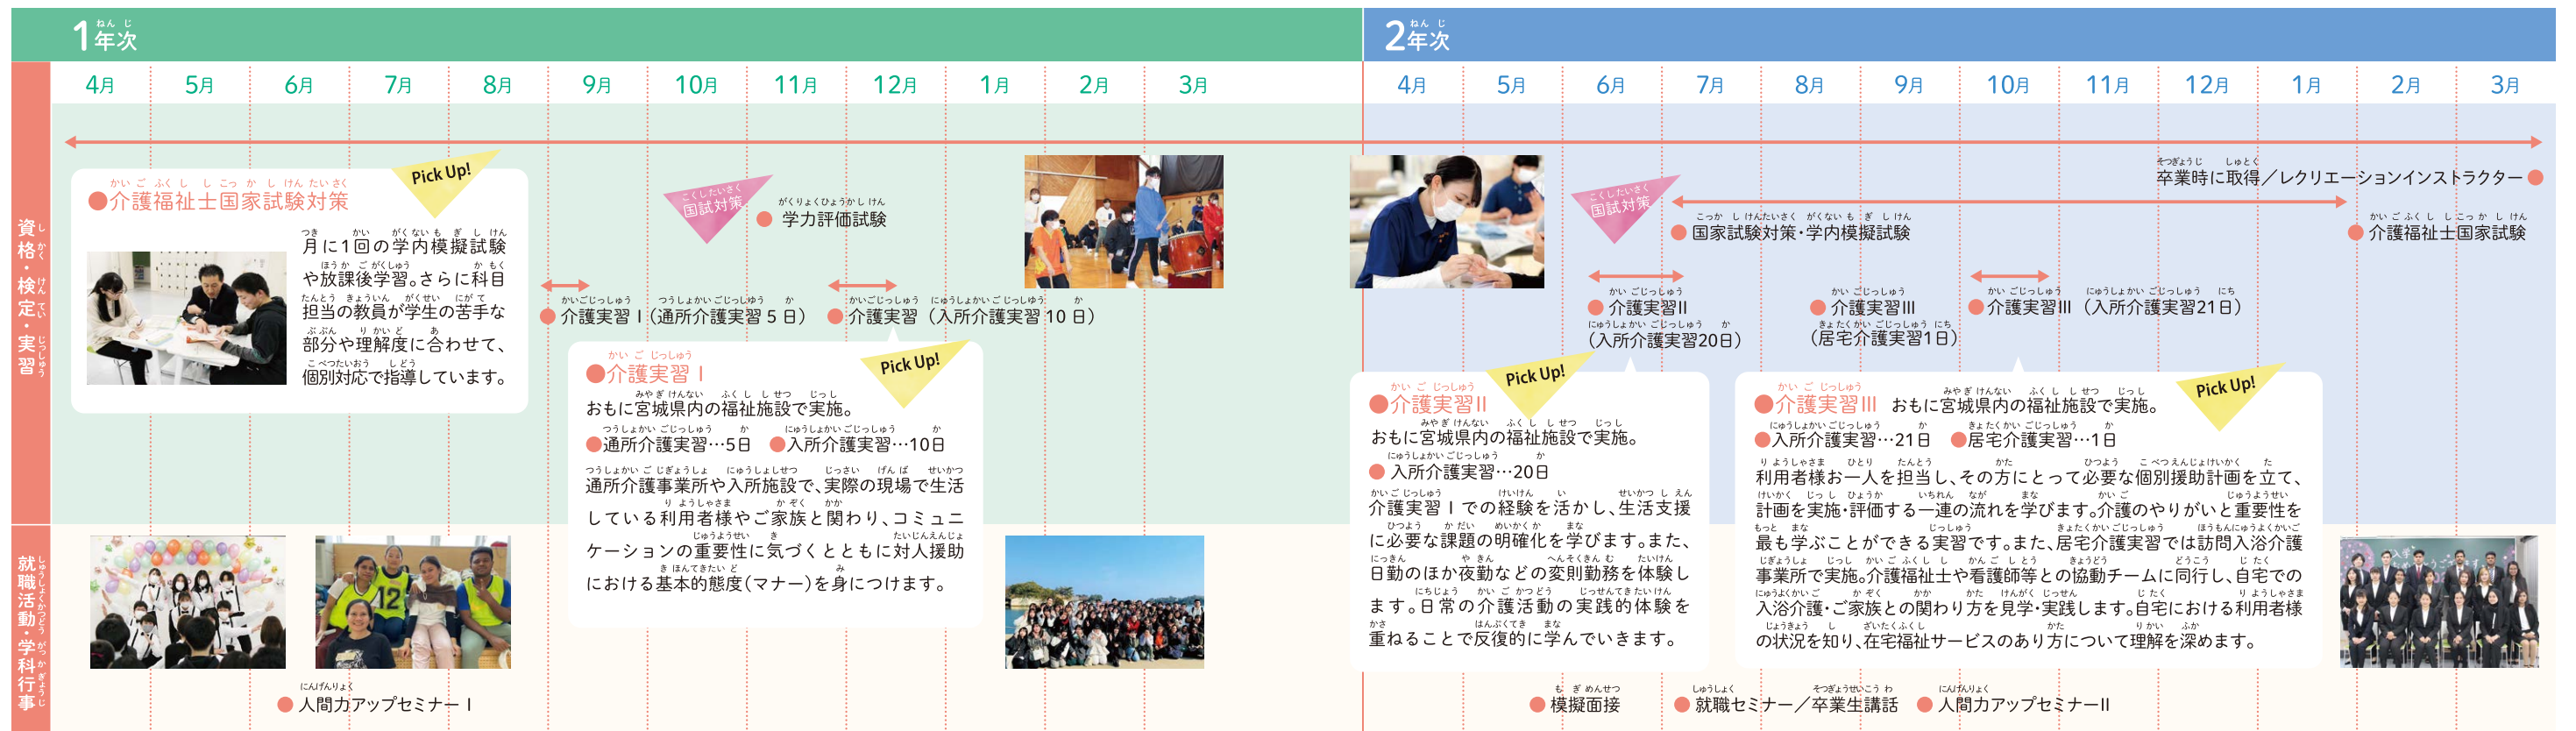 1年次
2年次
4月 5月 6月 7月 8月 9月 10月 11月 12月 1月 2月 3月
4月 5月 6月 7月 8月 9月 10月 11月 12月 1月 2月 3月
資格・検定・実習
Pick Up!
●介護福祉士国家試験対策
月に1回の学内模擬試験
や放課後学習。さらに科目
担当の教員が学生の苦手な
部分や理解度に合わせて、
個別対応で指導しています。
国試対策
●学力評価試験
●介護実習Ⅰ(通所介護実習5日)
●介護実習(入所介護実習10日)
Pick Up!
●介護実習Ⅰ
おもに宮城県内の福祉施設で実施。
●通所介護実習…5日 ●入所介護実習…10日
通所介護事業所や入所施設で、実際の現場で生活
している利用者様やご家族と関わり、コミュニ
ケーションの重要性に気づくとともに対人援助
における基本的態度(マナー)を身につけます。
国試対策
卒業時に取得/レクリエーションインストラクター●
●国家試験対策・学内模擬試験
●介護福祉士国家試験
●介護実習Ⅱ
(入所介護実習20日)
●介護実習Ⅲ
(居宅介護実習1日)
●介護実習Ⅲ(入所介護実習21日)
Pick Up!
●介護実習Ⅱ
おもに宮城県内の福祉施設で実施。
●入所介護実習…20日
介護実習Ⅰでの経験を活かし、生活支援
に必要な課題の明確化を学びます。また、
日勤のほか夜勤などの変則勤務を体験し
ます。日常の介護活動の実践的体験を
重ねることで反復的に学んでいきます。
Pick Up!
●介護実習Ⅲ おもに宮城県内の福祉施設で実施。
●入所介護実習…21日 ●居宅介護実習…1日
利用者様お一人を担当し、その方にとって必要な個別援助計画を立て、
計画を実施・評価する一連の流れを学びます。介護のやりがいと重要性を
最も学ぶことができる実習です。また、居宅介護実習では訪問入浴介護
事業所で実施。介護福祉士や看護師等との協働チームに同行し、自宅での
入浴介護・ご家族との関わり方を見学・実践します。自宅における利用者様
の状況を知り、在宅福祉サービスのあり方について理解を深めます。
就職活動・学科行事
●人間力アップセミナーⅠ
●模擬面接
●就職セミナー/卒業生講話
●人間力アップセミナーⅡ